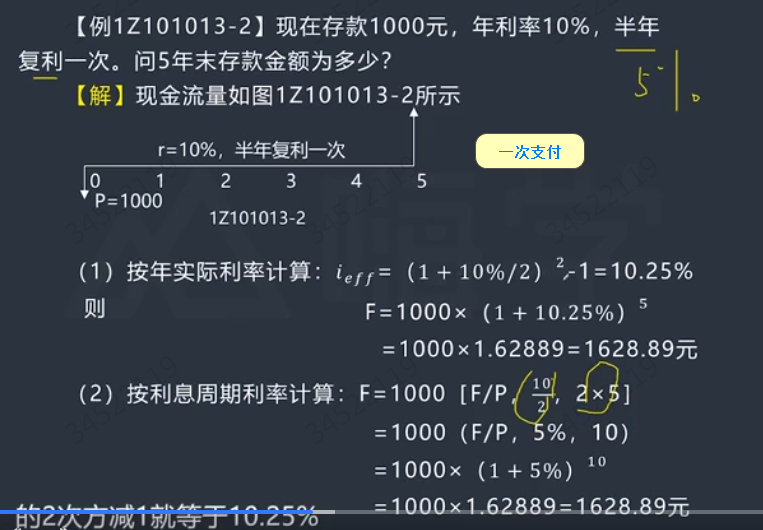 【例1Z101013-2】现在存款1000元，年利率10%，半年
复利一次。问5年末存款金额为多少？
5%。
【解】现金流量如图1Z101013-2所示
r=10%，半年复利一次
一次支付
0 1 2 3 4 5
P=1000
1Z101013-2
（1）按年实际利率计算：i_eff=（1+10%/2）²-1=10.25%
则 F=1000×（1+10.25%）⁵
=1000×1.62889=1628.89元
（2）按利息周期利率计算：F=1000［F/P，10/2，2×5］
=1000（F/P，5%，10）
=1000×（1+5%）¹⁰
=1000×1.62889=1628.89元
的2次方减1就等于10.25%